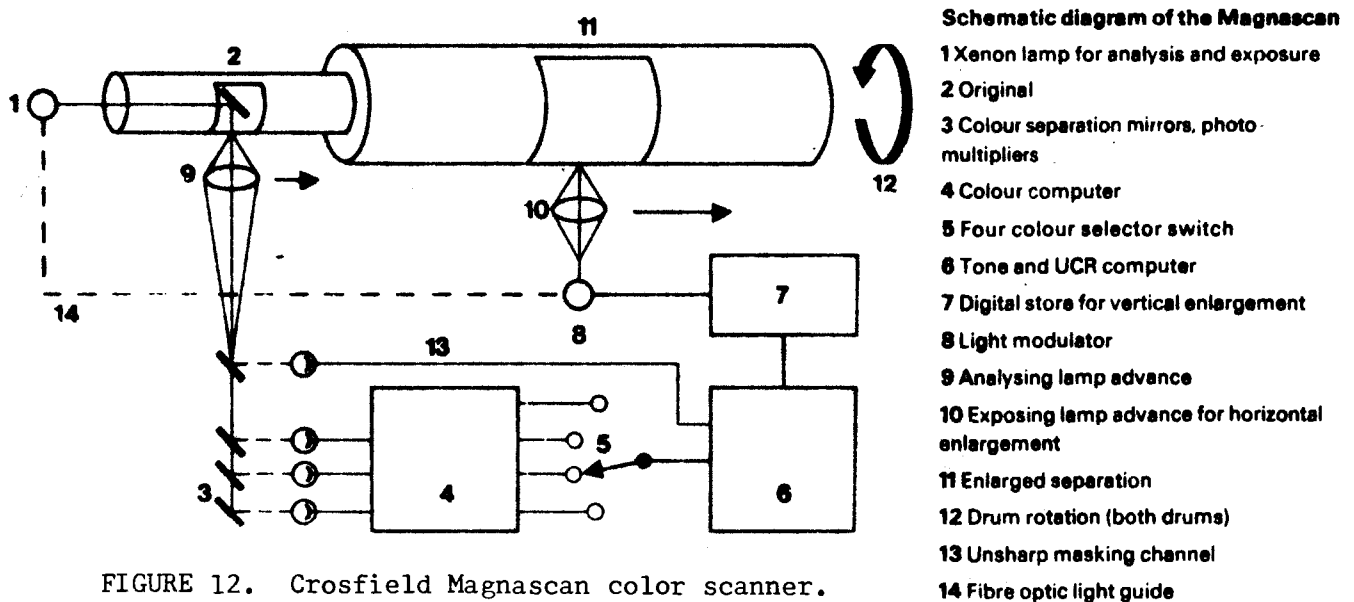 11
2
1
9
10
12
14
8
7
13
5
3
4
6
FIGURE 12. Crosfield Magnascan color scanner.
Schematic diagram of the Magnascan
1 Xenon lamp for analysis and exposure
2 Original
3 Colour separation mirrors, photo-
multipliers
4 Colour computer
5 Four colour selector switch
6 Tone and UCR computer
7 Digital store for vertical enlargement
8 Light modulator
9 Analysing lamp advance
10 Exposing lamp advance for horizontal
enlargement
11 Enlarged separation
12 Drum rotation (both drums)
13 Unsharp masking channel
14 Fibre optic light guide